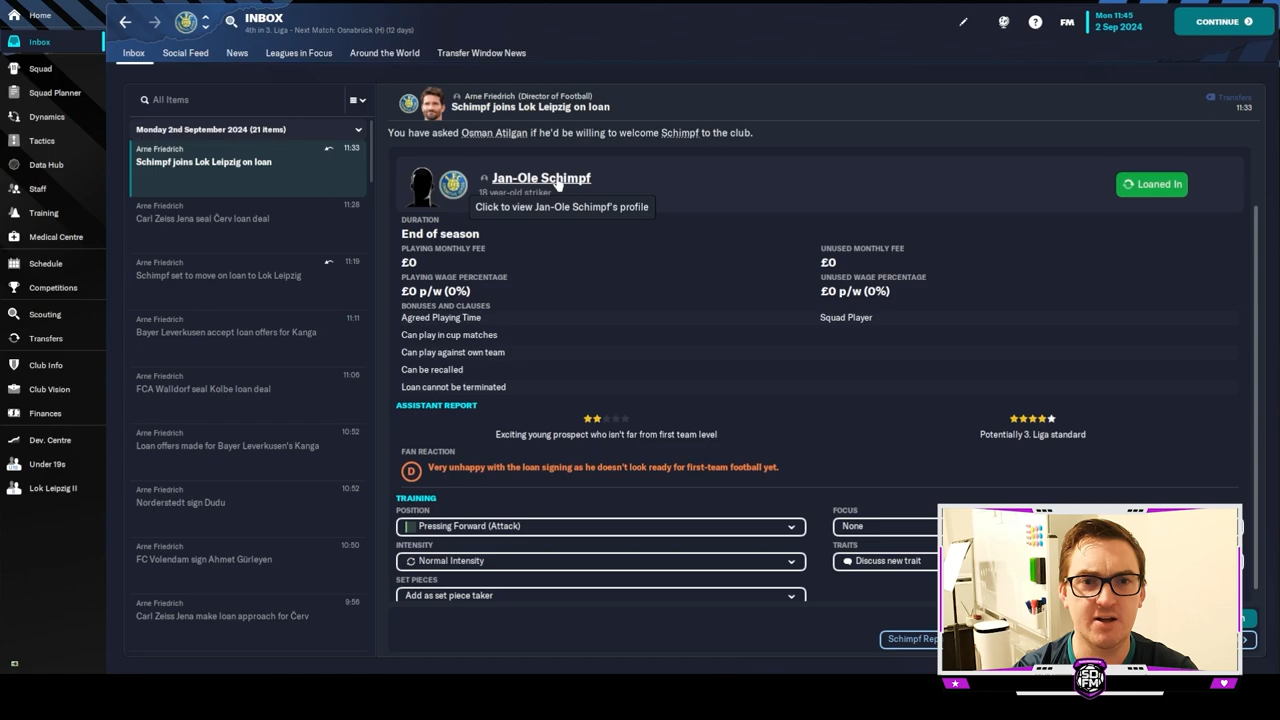 Home
Inbox
Squad
Squad Planner
Dynamics
Tactics
Data Hub
Staff
Training
Medical Centre
Schedule
Competitions
Scouting
Transfers
Club Info
Club Vision
Finances
Dev. Centre
Under 19s
Lok Leipzig II
INBOX
4th in 3. Liga - Next Match: Osnabrück (H) (12 days)
FM
Mon 11:45
2 Sep 2024
CONTINUE
Inbox
Social Feed
News
Leagues in Focus
Around the World
Transfer Window News
All Items
Monday 2nd September 2024 (21 items)
Arne Friedrich
11:33
Schimpf joins Lok Leipzig on loan
Arne Friedrich
11:28
Carl Zeiss Jena seal Červ loan deal
Arne Friedrich
11:19
Schimpf set to move on loan to Lok Leipzig
Arne Friedrich
11:11
Bayer Leverkusen accept loan offers for Kanga
Arne Friedrich
11:06
FCA Walldorf seal Kolbe loan deal
Arne Friedrich
10:52
Loan offers made for Bayer Leverkusen's Kanga
Arne Friedrich
10:52
Norderstedt sign Dudu
Arne Friedrich
10:50
FC Volendam sign Ahmet Gürleyen
Arne Friedrich
9:56
Carl Zeiss Jena make loan approach for Červ
Arne Friedrich (Director of Football)
Schimpf joins Lok Leipzig on loan
Transfers
11:33
You have asked Osman Atilgan if he'd be willing to welcome Schimpf to the club.
Jan-Ole Schimpf
18 year-old striker
Click to view Jan-Ole Schimpf's profile
Loaned In
DURATION
End of season
PLAYING MONTHLY FEE
UNUSED MONTHLY FEE
£0
£0
PLAYING WAGE PERCENTAGE
UNUSED WAGE PERCENTAGE
£0 p/w (0%)
£0 p/w (0%)
BONUSES AND CLAUSES
Agreed Playing Time
Squad Player
Can play in cup matches
Can play against own team
Can be recalled
Loan cannot be terminated
ASSISTANT REPORT
Exciting young prospect who isn't far from first team level
Potentially 3. Liga standard
FAN REACTION
D
Very unhappy with the loan signing as he doesn't look ready for first-team football yet.
TRAINING
POSITION
FOCUS
Pressing Forward (Attack)
None
INTENSITY
TRAITS
Normal Intensity
Discuss new trait
SET PIECES
Add as set piece taker
Schimpf Rep
SD
FM